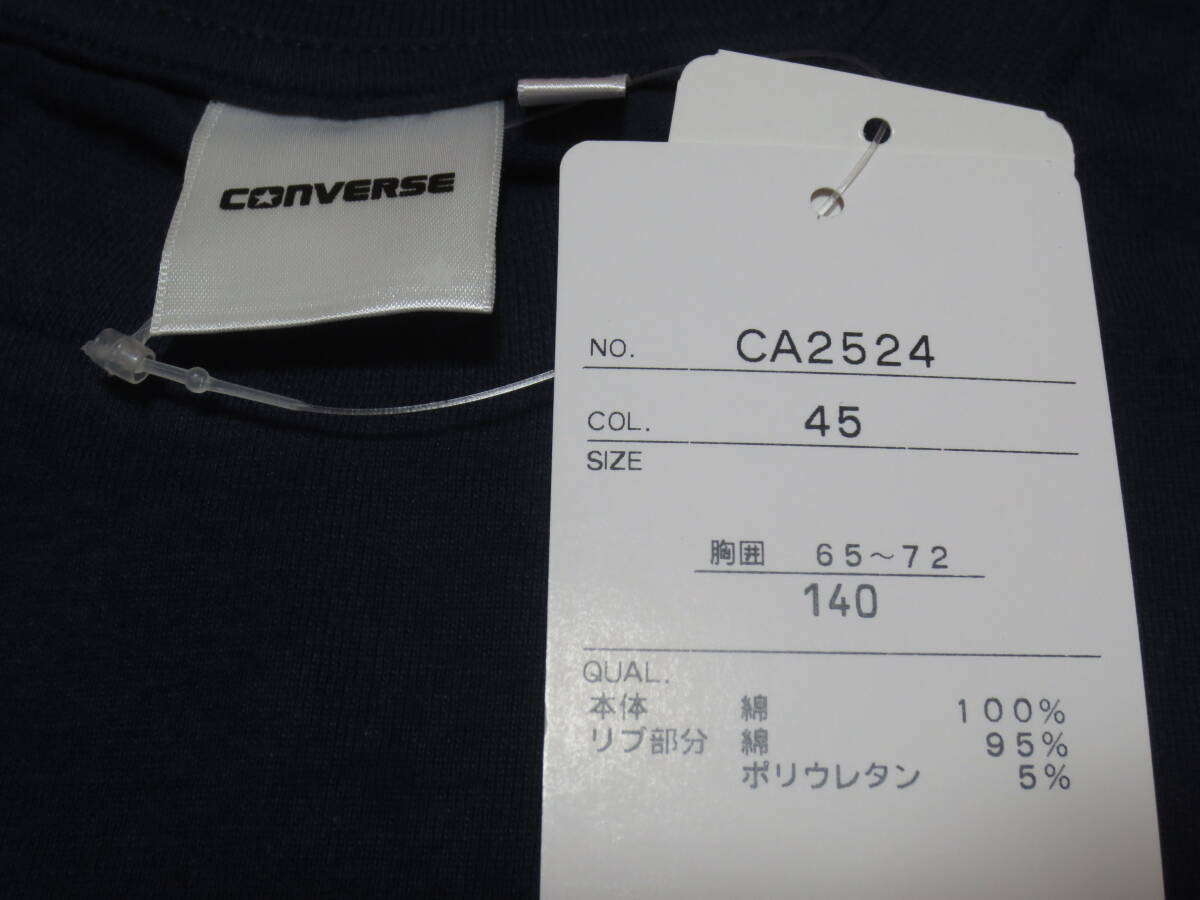 CONVERSE
NO. CA2524
COL. 45
SIZE
胸囲 65~72
140
QUAL.
本体 綿 100%
リブ部分 綿 95%
ポリウレタン 5%